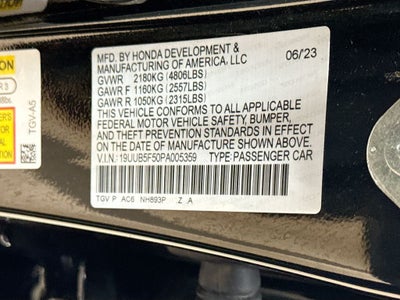 MFD. BY HONDA DEVELOPMENT & 06/23
MANUFACTURING OF AMERICA, LLC
GVWR 2180KG (4806LBS)
GAWR F 1160KG (2557LBS)
GAWR R 1050KG (2315LBS)
THIS VEHICLE CONFORMS TO ALL APPLICABLE
FEDERAL MOTOR VEHICLE SAFETY, BUMPER,
AND THEFT PREVENTION STANDARDS IN EFFECT
ON THE DATE OF MANUFACTURE SHOWN ABOVE.
V.I.N.: 19UUB5F50PA005359 TYPE: PASSENGER CAR
TGV P AC6 NH893P Z A
TGV-A5